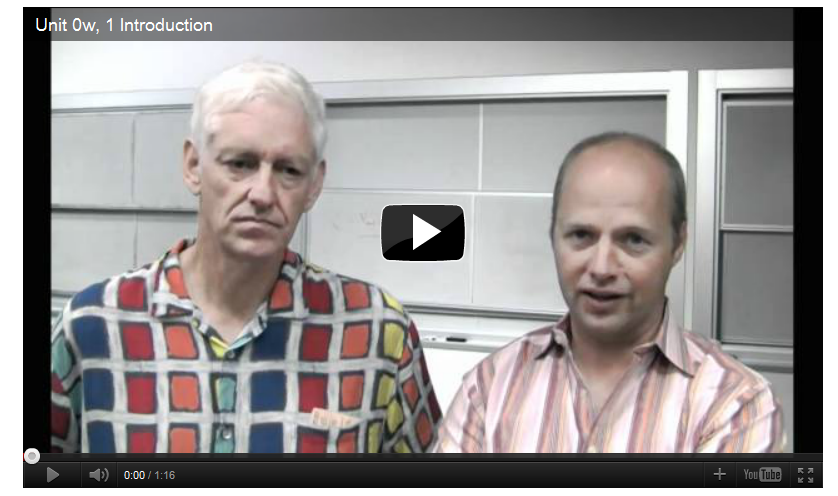 Unit 0w, 1 Introduction
0:00 / 1:16
YouTube